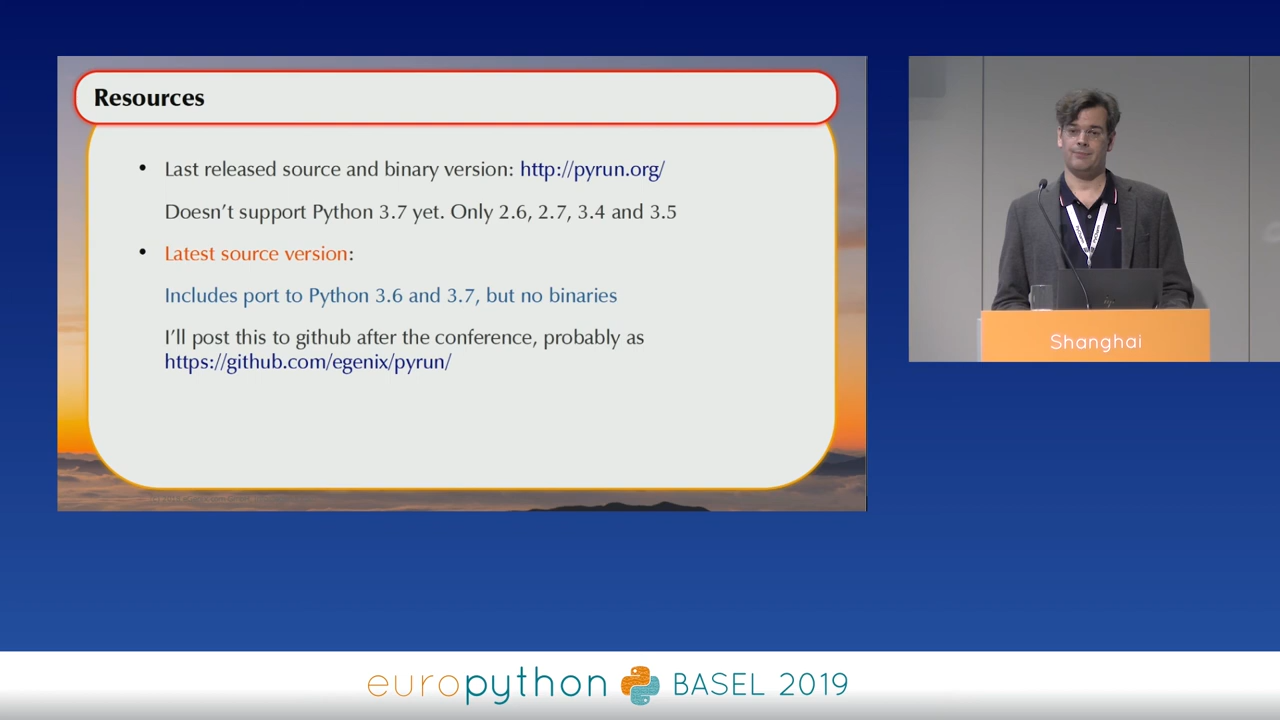 Resources
• Last released source and binary version: http://pyrun.org/
Doesn’t support Python 3.7 yet. Only 2.6, 2.7, 3.4 and 3.5
• Latest source version:
Includes port to Python 3.6 and 3.7, but no binaries
I’ll post this to github after the conference, probably as
https://github.com/egenix/pyrun/
Shanghai
europython BASEL 2019